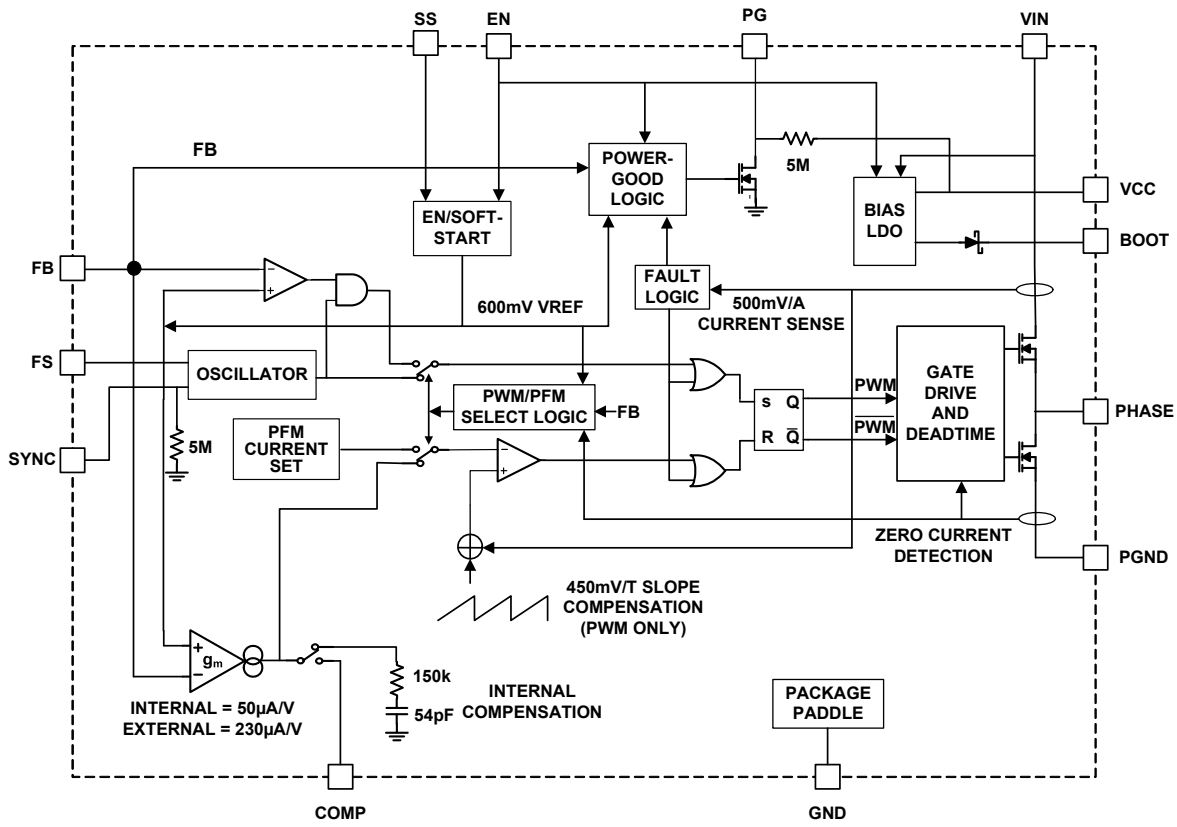 SS
EN
PG
VIN
FB
POWER-
GOOD
LOGIC
5M
BIAS
LDO
VCC
BOOT
EN/SOFT-
START
FAULT
LOGIC
FB
−
+
600mV VREF
500mV/A
CURRENT SENSE
FS
OSCILLATOR
PWM/PFM
SELECT LOGIC
FB
S Q
R Q̅
PWM
P̅W̅M̅
GATE
DRIVE
AND
DEADTIME
PHASE
SYNC
5M
PFM
CURRENT
SET
−
+
ZERO CURRENT
DETECTION
PGND
450mV/T SLOPE
COMPENSATION
(PWM ONLY)
+
gm
−
150k
54pF
INTERNAL
COMPENSATION
INTERNAL = 50µA/V
EXTERNAL = 230µA/V
PACKAGE
PADDLE
COMP
GND